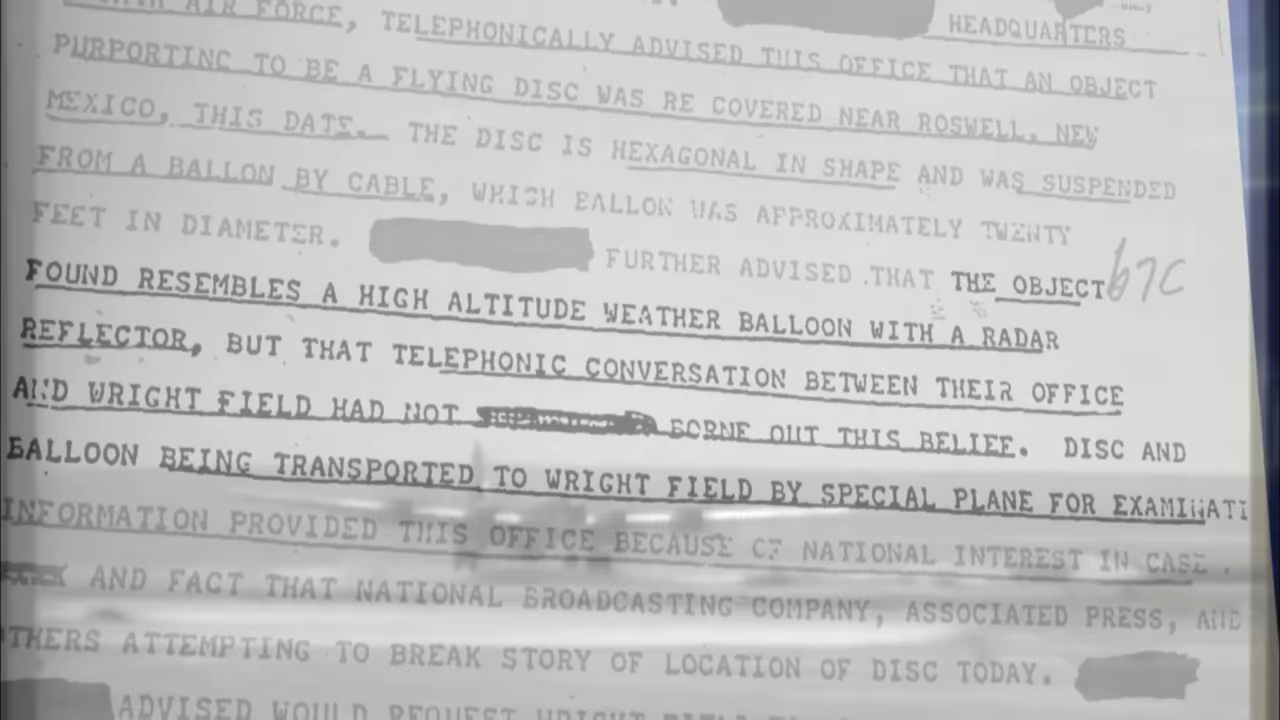 AIR FORCE, TELEPHONICALLY ADVISED THIS OFFICE THAT AN OBJECT
HEADQUARTERS
PURPORTING TO BE A FLYING DISC WAS RE COVERED NEAR ROSWELL, NEW
MEXICO, THIS DATE. THE DISC IS HEXAGONAL IN SHAPE AND WAS SUSPENDED
FROM A BALLON BY CABLE, WHICH BALLON WAS APPROXIMATELY TWENTY
FEET IN DIAMETER. FURTHER ADVISED THAT THE OBJECT b7C
FOUND RESEMBLES A HIGH ALTITUDE WEATHER BALLOON WITH A RADAR
REFLECTOR, BUT THAT TELEPHONIC CONVERSATION BETWEEN THEIR OFFICE
AND WRIGHT FIELD HAD NOT BORNE OUT THIS BELIEF. DISC AND
BALLOON BEING TRANSPORTED TO WRIGHT FIELD BY SPECIAL PLANE FOR EXAMINATI
INFORMATION PROVIDED THIS OFFICE BECAUSE OF NATIONAL INTEREST IN CASE.
AND FACT THAT NATIONAL BROADCASTING COMPANY, ASSOCIATED PRESS, AND
THERS ATTEMPTING TO BREAK STORY OF LOCATION OF DISC TODAY.
ADVISED WOULD REQUEST WRIGHT